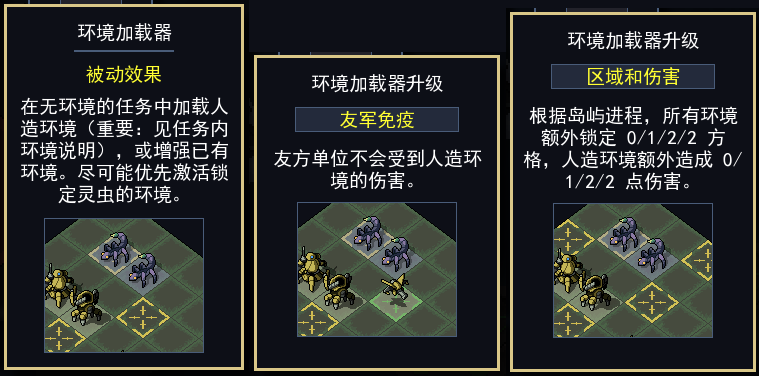 环境加载器
被动效果
在无环境的任务中加载人
造环境（重要：见任务内
环境说明），或增强已有
环境。尽可能优先激活锁
定灵虫的环境。
环境加载器升级
友军免疫
友方单位不会受到人造环
境的伤害。
环境加载器升级
区域和伤害
根据岛屿进程，所有环境
额外锁定 0/1/2/2 方
格，人造环境额外造成 0/
1/2/2 点伤害。